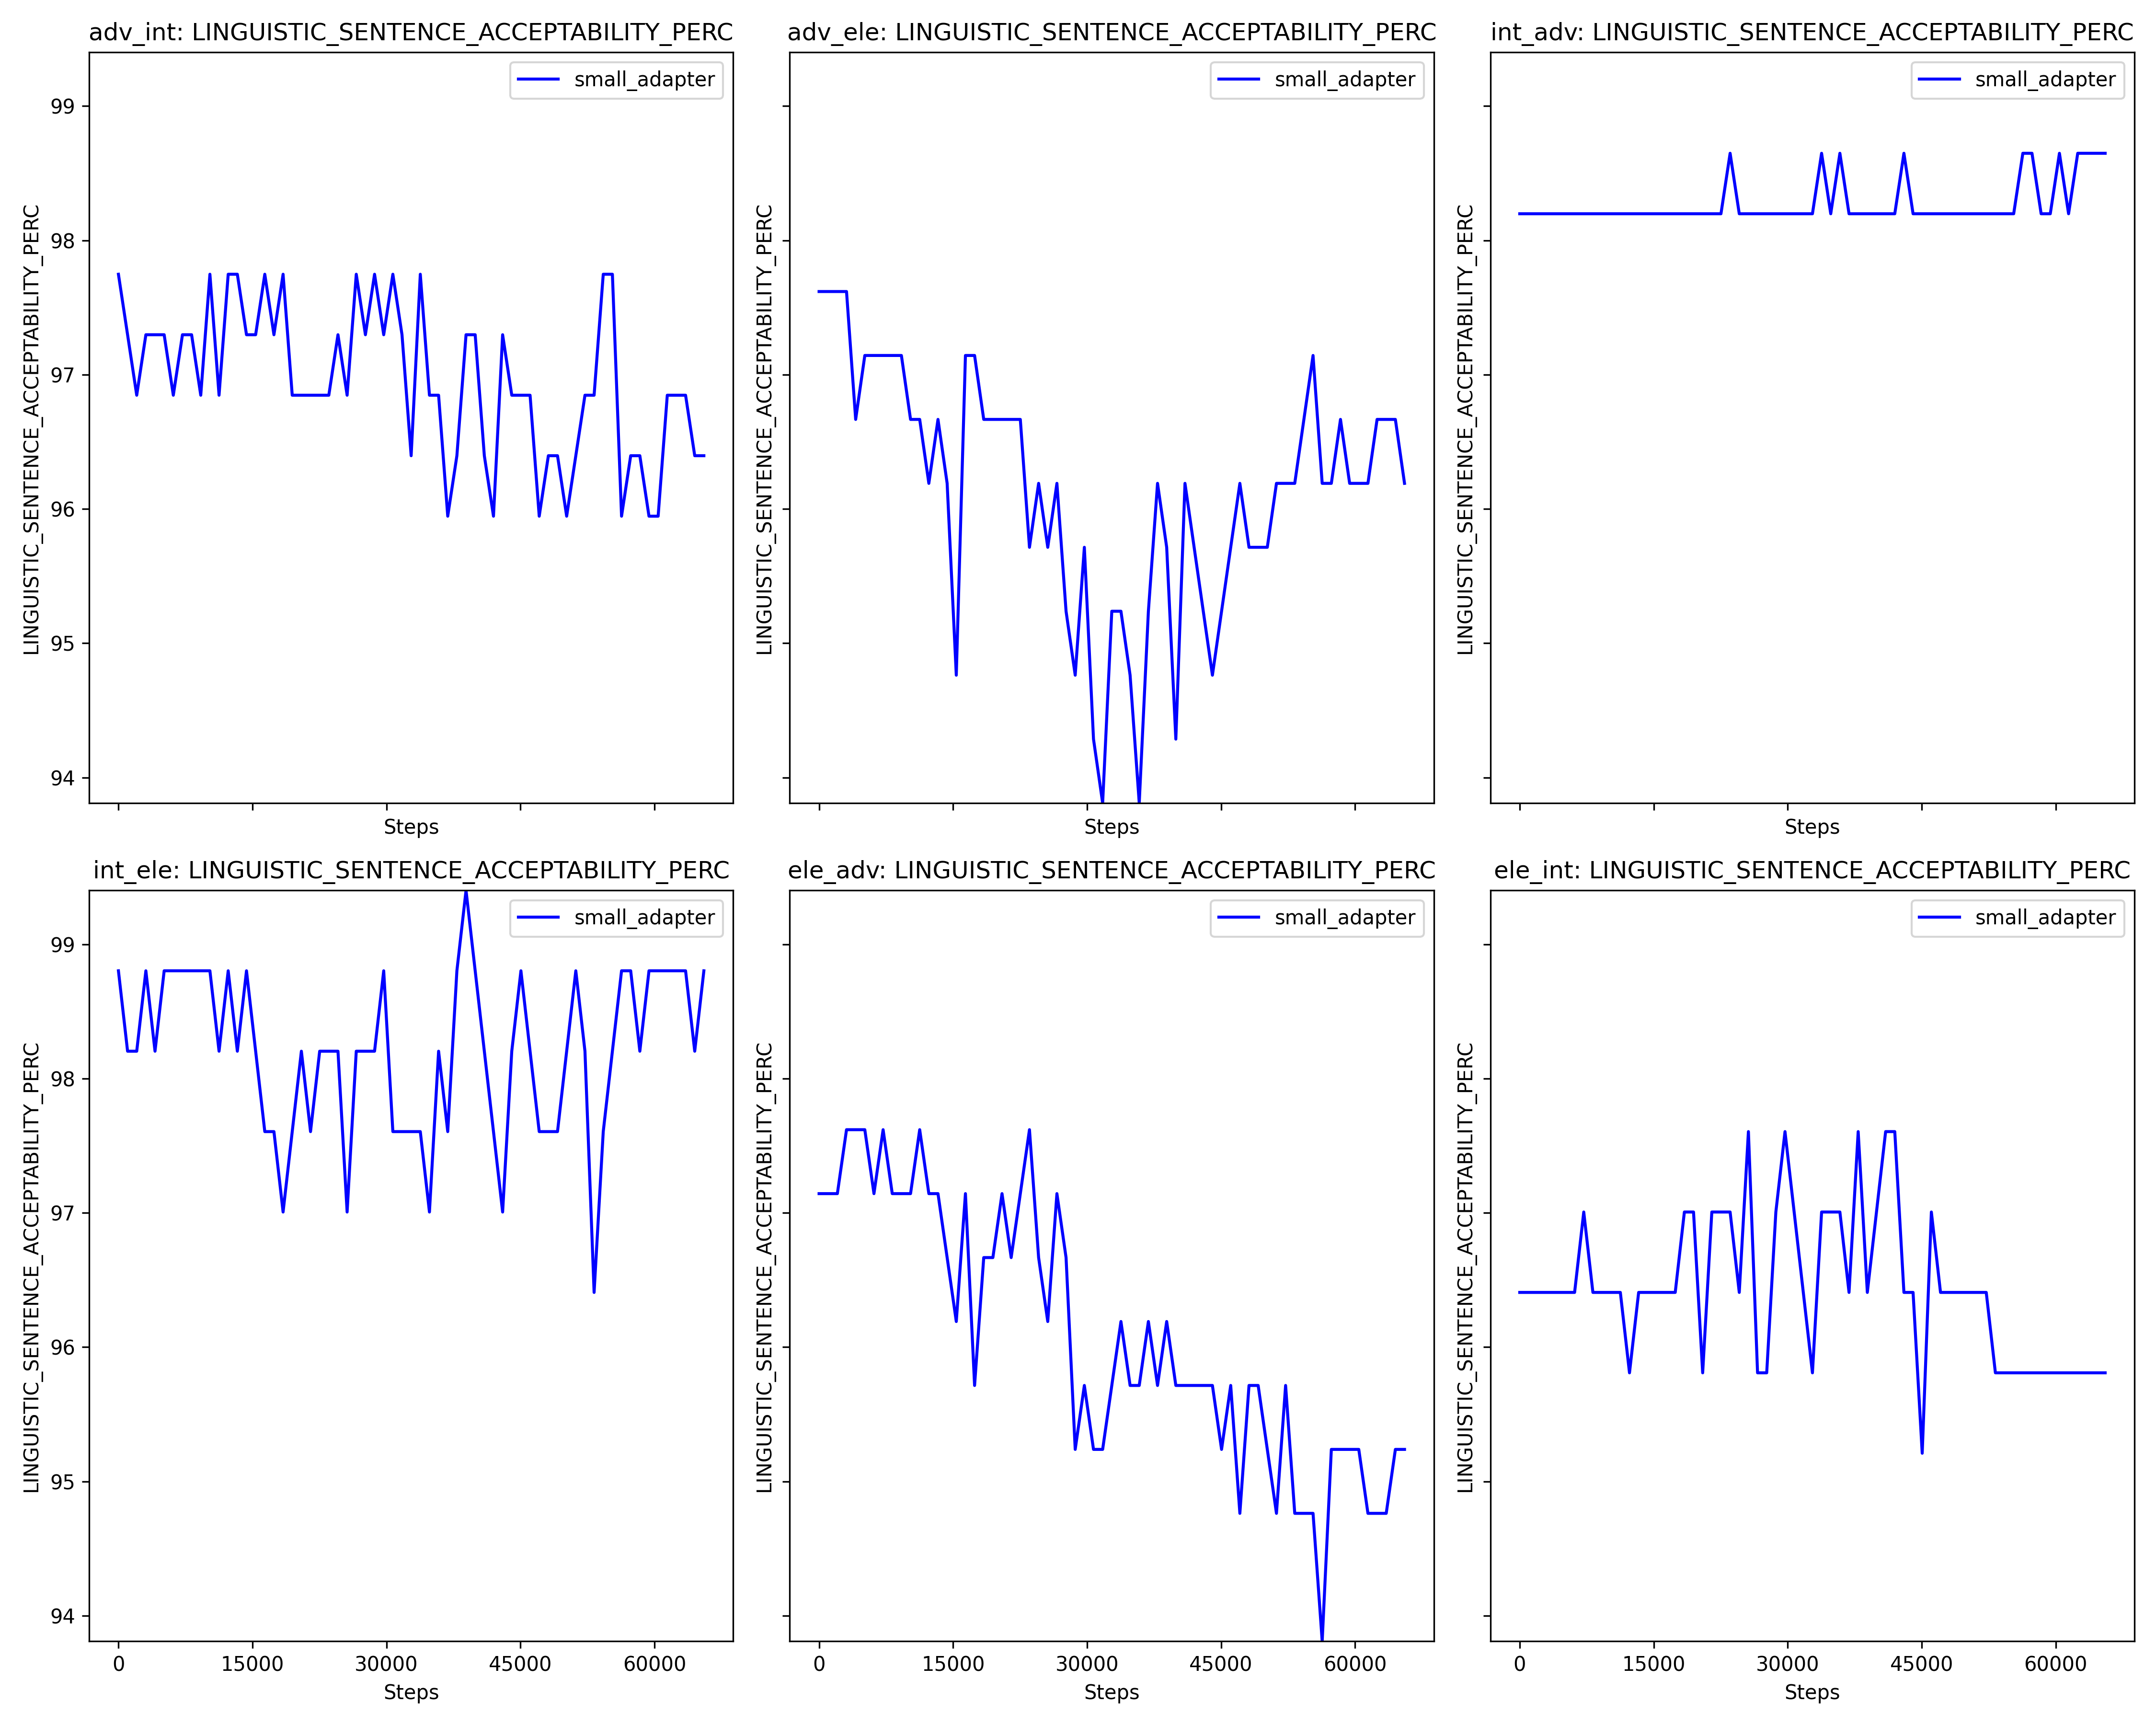 adv_int: LINGUISTIC_SENTENCE_ACCEPTABILITY_PERC
small_adapter
99
98
97
96
95
94
LINGUISTIC_SENTENCE_ACCEPTABILITY_PERC
Steps
adv_ele: LINGUISTIC_SENTENCE_ACCEPTABILITY_PERC
small_adapter
LINGUISTIC_SENTENCE_ACCEPTABILITY_PERC
Steps
int_adv: LINGUISTIC_SENTENCE_ACCEPTABILITY_PERC
small_adapter
LINGUISTIC_SENTENCE_ACCEPTABILITY_PERC
Steps
int_ele: LINGUISTIC_SENTENCE_ACCEPTABILITY_PERC
small_adapter
99
98
97
96
95
94
LINGUISTIC_SENTENCE_ACCEPTABILITY_PERC
0 15000 30000 45000 60000
Steps
ele_adv: LINGUISTIC_SENTENCE_ACCEPTABILITY_PERC
small_adapter
LINGUISTIC_SENTENCE_ACCEPTABILITY_PERC
0 15000 30000 45000 60000
Steps
ele_int: LINGUISTIC_SENTENCE_ACCEPTABILITY_PERC
small_adapter
LINGUISTIC_SENTENCE_ACCEPTABILITY_PERC
0 15000 30000 45000 60000
Steps